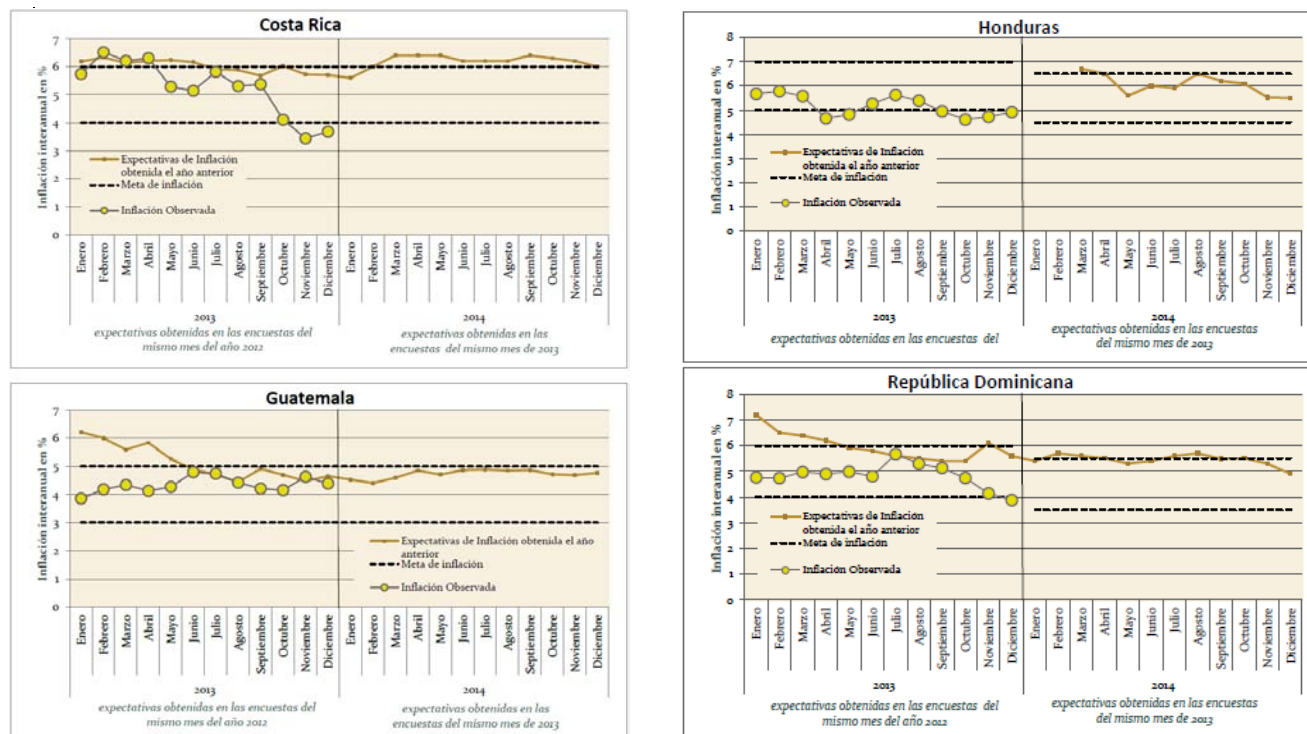 Costa Rica
Inflación interanual en %
7
6
5
4
3
2
1
0
Expectativas de Inflación
obtenida el año anterior
Meta de inflación
Inflación Observada
Enero
Febrero
Marzo
Abril
Mayo
Junio
Julio
Agosto
Septiembre
Octubre
Noviembre
Diciembre
Enero
Febrero
Marzo
Abril
Mayo
Junio
Julio
Agosto
Septiembre
Octubre
Noviembre
Diciembre
2013
2014
expectativas obtenidas en las encuestas del
mismo mes del año 2012
expectativas obtenidas en las
encuestas del mismo mes de 2013
Honduras
Inflación interanual en %
8
7
6
5
4
3
2
1
0
Expectativas de Inflación
obtenida el año anterior
Meta de inflación
Inflación Observada
Enero
Febrero
Marzo
Abril
Mayo
Junio
Julio
Agosto
Septiembre
Octubre
Noviembre
Diciembre
Enero
Febrero
Marzo
Abril
Mayo
Junio
Julio
Agosto
Septiembre
Octubre
Noviembre
Diciembre
2013
2014
expectativas obtenidas en las encuestas del
expectativas obtenidas en las encuestas
del mismo mes de 2013
Guatemala
Inflación interanual en %
7
6
5
4
3
2
1
0
Expectativas de Inflación obtenida el año
anterior
Meta de inflación
Inflación Observada
Enero
Febrero
Marzo
Abril
Mayo
Junio
Julio
Agosto
Septiembre
Octubre
Noviembre
Diciembre
Enero
Febrero
Marzo
Abril
Mayo
Junio
Julio
Agosto
Septiembre
Octubre
Noviembre
Diciembre
2013
2014
expectativas obtenidas en las encuestas del
mismo mes del año 2012
expectativas obtenidas en las
encuestas del mismo mes de 2013
República Dominicana
Inflación interanual en %
8
7
6
5
4
3
2
1
0
Expectativas de Inflación
obtenida el año anterior
Meta de inflación
Inflación Observada
Enero
Febrero
Marzo
Abril
Mayo
Junio
Julio
Agosto
Septiembre
Octubre
Noviembre
Diciembre
Enero
Febrero
Marzo
Abril
Mayo
Junio
Julio
Agosto
Septiembre
Octubre
Noviembre
Diciembre
2013
2014
expectativas obtenidas en las encuestas del
mismo mes del año 2012
expectativas obtenidas en las encuestas
del mismo mes de 2013